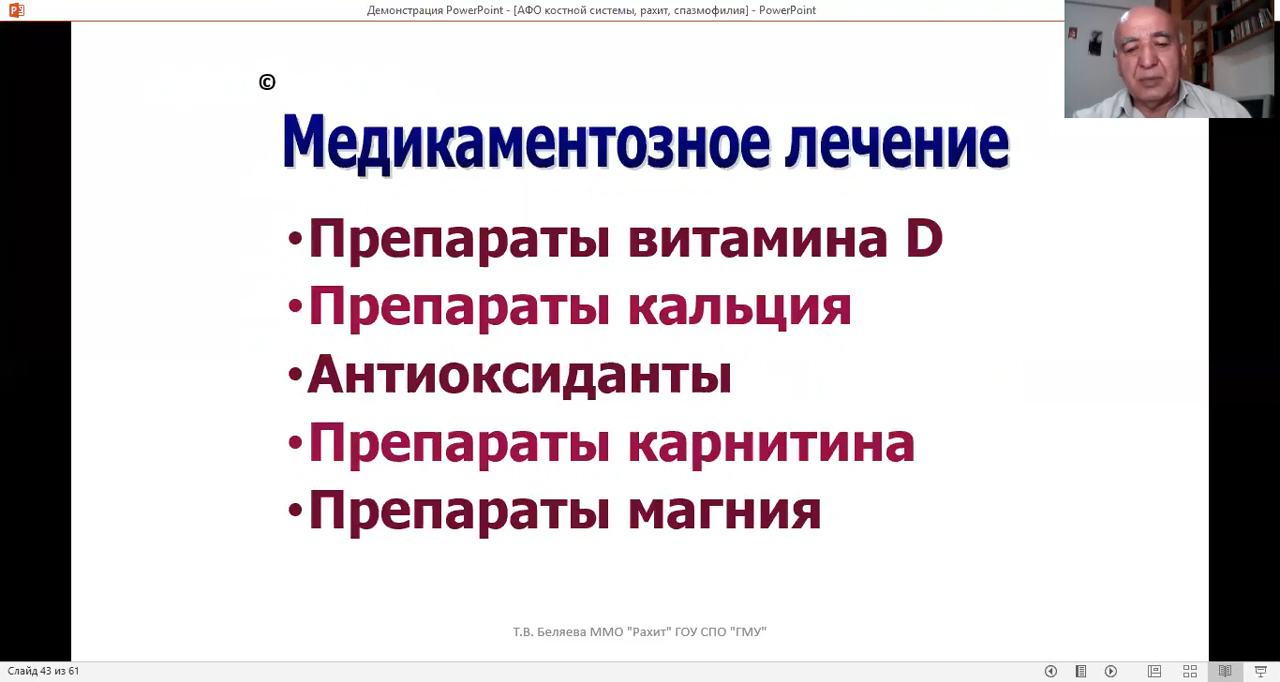 Демонстрация PowerPoint - [АФО костной системы, рахит, спазмофилия] - PowerPoint
©
Медикаментозное лечение
•Препараты витамина D
•Препараты кальция
•Антиоксиданты
•Препараты карнитина
•Препараты магния
Т.В. Беляева ММО "Рахит" ГОУ СПО "ГМУ"
Слайд 43 из 61